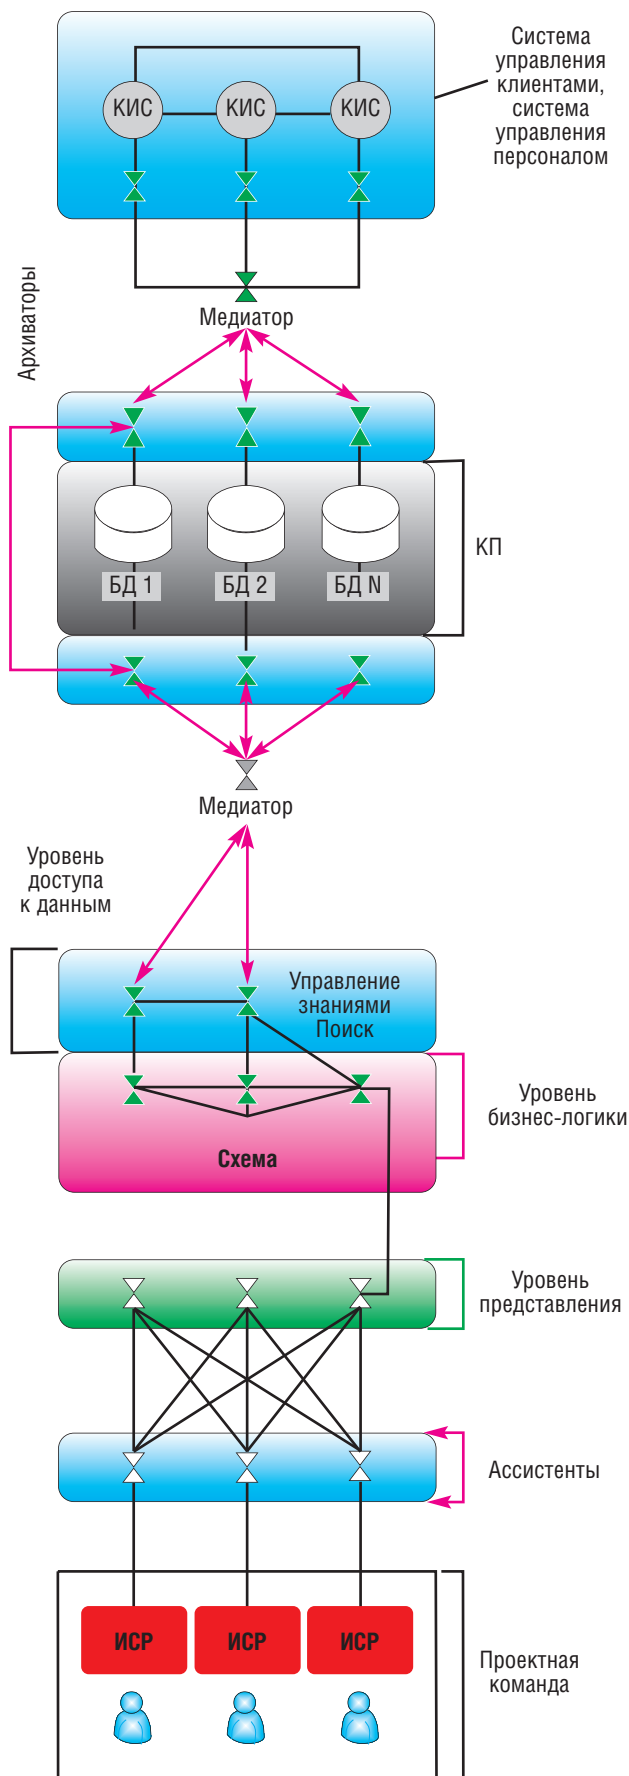 Система
управления
клиентами,
система
управления
персоналом
КИС КИС КИС
Архиваторы
Медиатор
КП
БД 1 БД 2 БД N
Медиатор
Уровень
доступа
к данным
Управление
знаниями
Поиск
Уровень
бизнес-логики
Схема
Уровень
представления
Ассистенты
ИСР ИСР ИСР
Проектная
команда